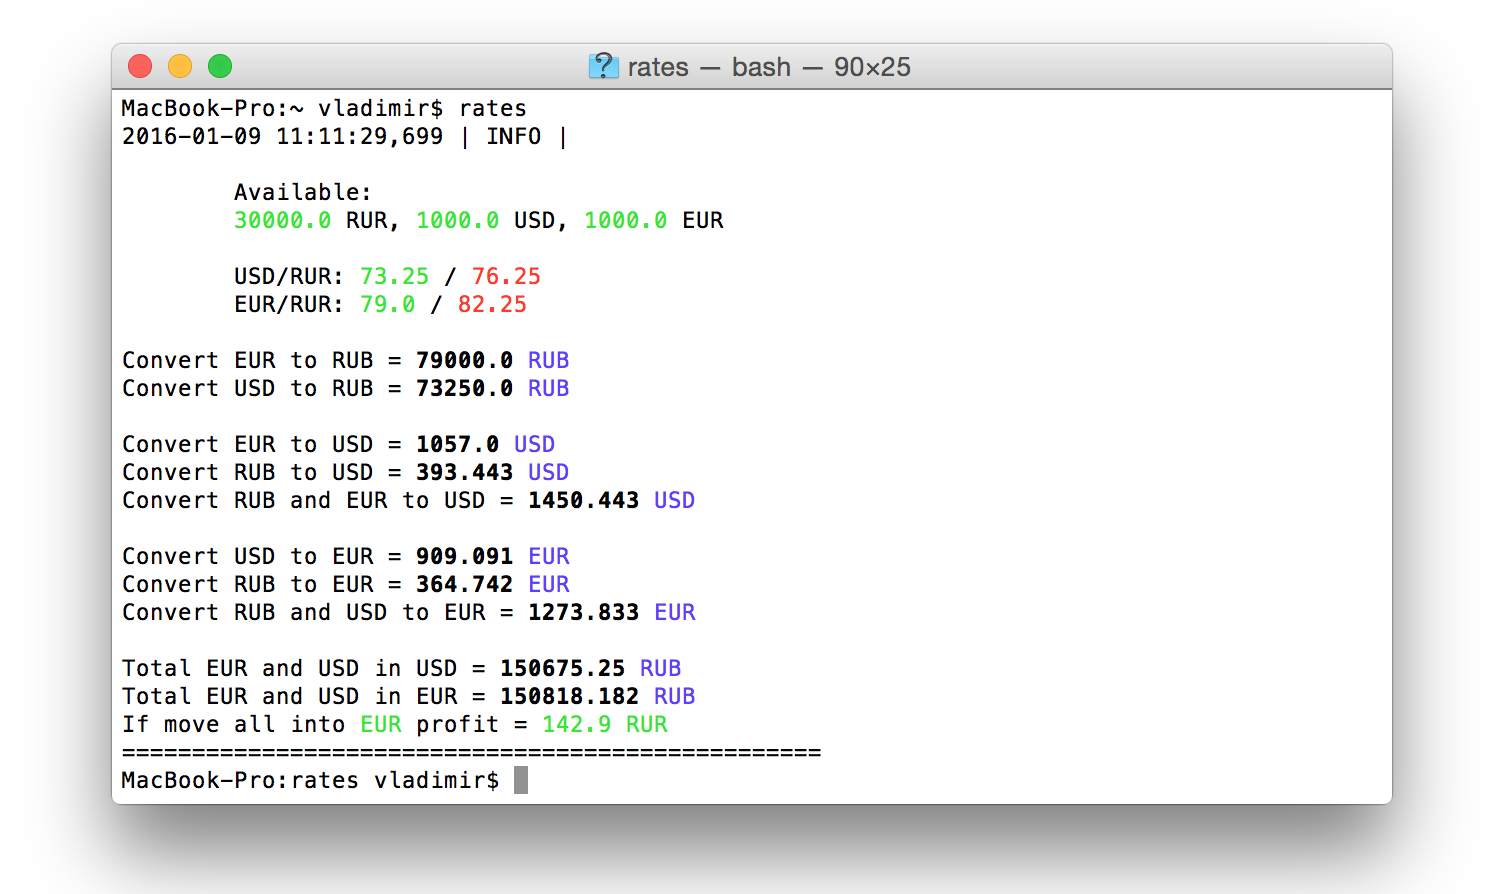 rates — bash — 90×25
MacBook-Pro:~ vladimir$ rates
2016-01-09 11:11:29,699 | INFO |
Available:
30000.0 RUR, 1000.0 USD, 1000.0 EUR
USD/RUR: 73.25 / 76.25
EUR/RUR: 79.0 / 82.25
Convert EUR to RUB = 79000.0 RUB
Convert USD to RUB = 73250.0 RUB
Convert EUR to USD = 1057.0 USD
Convert RUB to USD = 393.443 USD
Convert RUB and EUR to USD = 1450.443 USD
Convert USD to EUR = 909.091 EUR
Convert RUB to EUR = 364.742 EUR
Convert RUB and USD to EUR = 1273.833 EUR
Total EUR and USD in USD = 150675.25 RUB
Total EUR and USD in EUR = 150818.182 RUB
If move all into EUR profit = 142.9 RUR
==================================================
MacBook-Pro:rates vladimir$